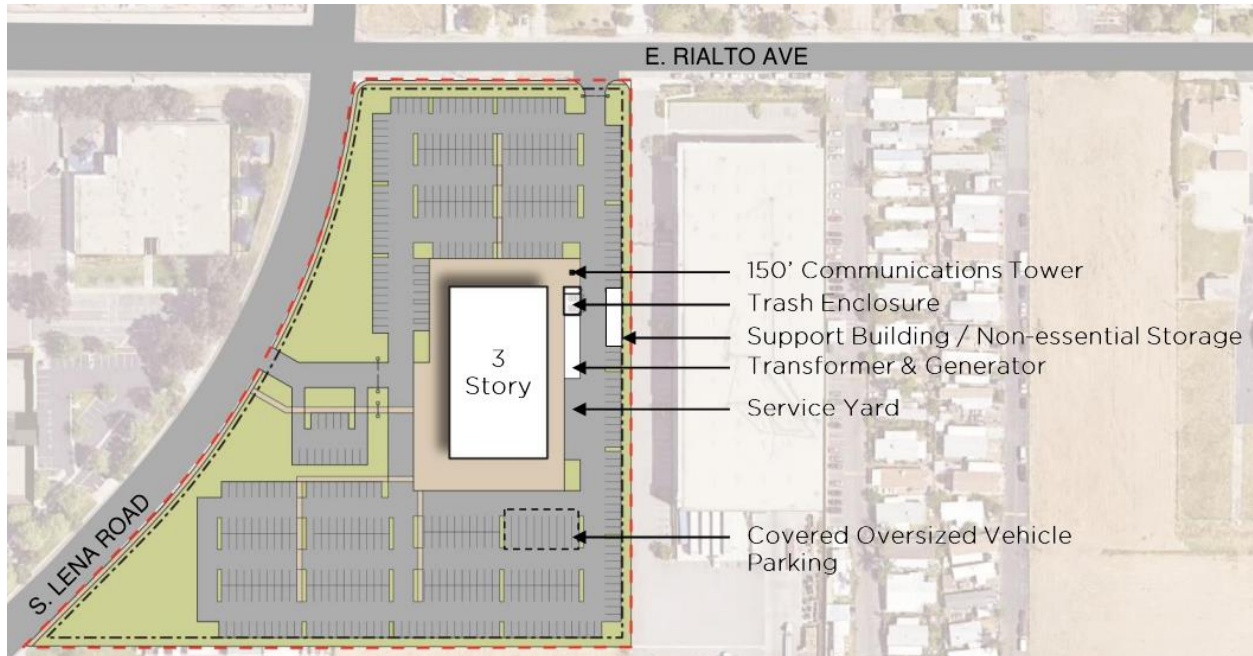 E. RIALTO AVE
150' Communications Tower
Trash Enclosure
Support Building / Non-essential Storage
3
Story
Transformer & Generator
Service Yard
S. LENA ROAD
Covered Oversized Vehicle
Parking